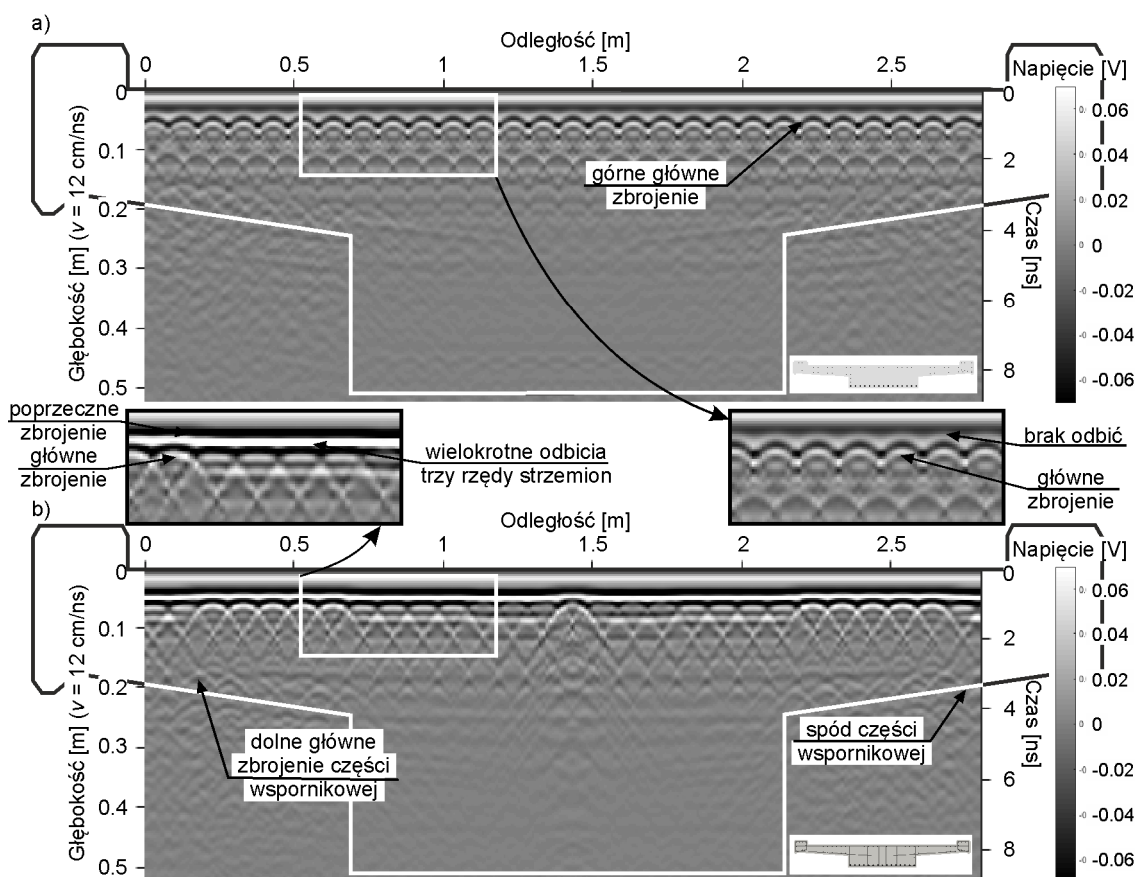 a)
Odległość [m]
0 0.5 1 1.5 2 2.5
Napięcie [V]
0.06
0.04
0.02
0
-0.02
-0.04
-0.06
Głębokość [m] (v = 12 cm/ns)
0
0.1
0.2
0.3
0.4
0.5
0
2
4
6
8
Czas [ns]
górne główne
zbrojenie
poprzeczne
zbrojenie
główne
zbrojenie
wielokrotne odbicia
trzy rzędy strzemion
brak odbić
główne
zbrojenie
b)
Odległość [m]
0 0.5 1 1.5 2 2.5
Napięcie [V]
0.06
0.04
0.02
0
-0.02
-0.04
-0.06
Głębokość [m] (v = 12 cm/ns)
0
0.1
0.2
0.3
0.4
0.5
0
2
4
6
8
Czas [ns]
dolne główne
zbrojenie części
wspornikowej
spód części
wspornikowej